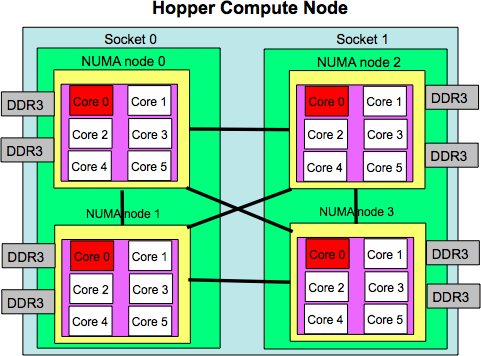 Hopper Compute Node
Socket 0
Socket 1
NUMA node 0
NUMA node 2
DDR3
Core 0
Core 1
Core 0
Core 1
DDR3
Core 2
Core 3
Core 2
Core 3
DDR3
DDR3
Core 4
Core 5
Core 4
Core 5
NUMA node 1
NUMA node 3
DDR3
Core 0
Core 1
Core 0
Core 1
DDR3
Core 2
Core 3
Core 2
Core 3
DDR3
DDR3
Core 4
Core 5
Core 4
Core 5